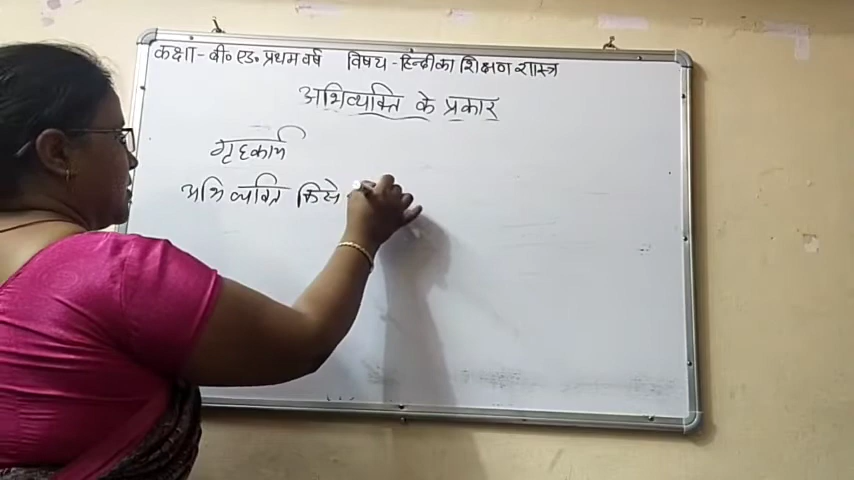 कक्षा- बी० एड० प्रथम वर्ष विषय - हिन्दी का शिक्षण शास्त्र
अभिव्यक्ति के प्रकार
गृहकार्य
अभिव्यक्ति किसे